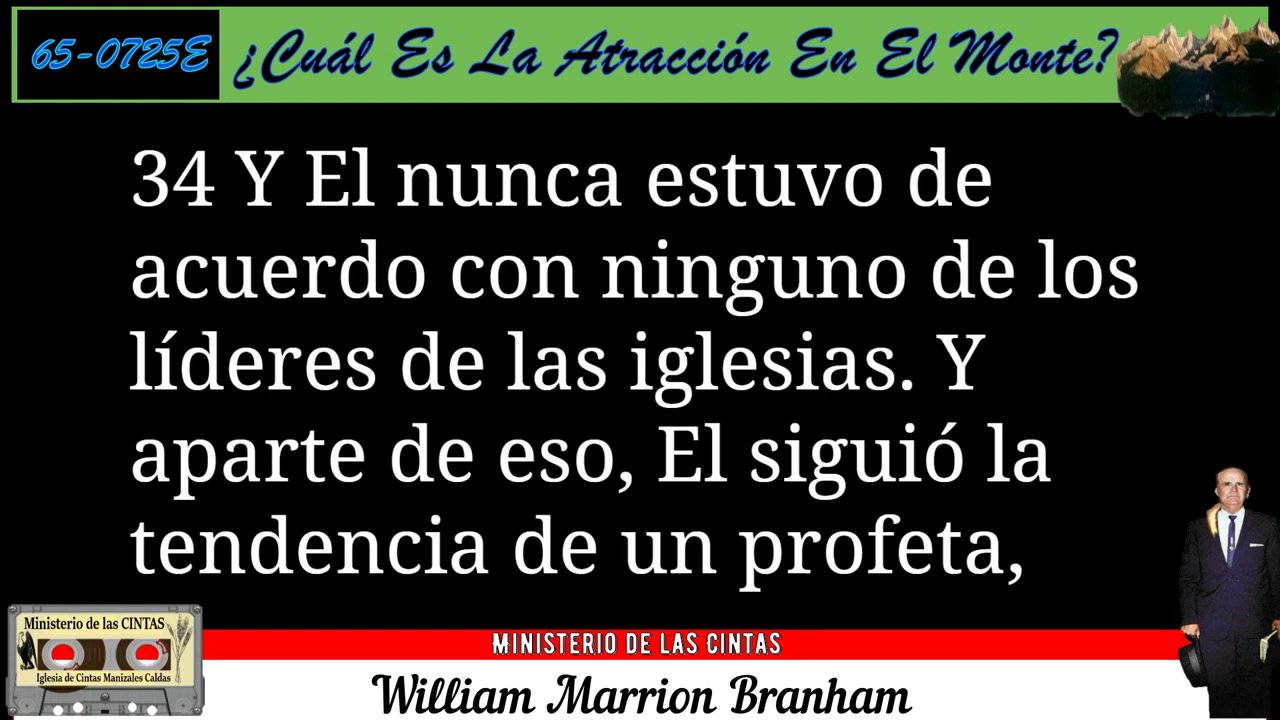 65-0725E ¿Cuál Es La Atracción En El Monte?
34 Y El nunca estuvo de
acuerdo con ninguno de los
líderes de las iglesias. Y
aparte de eso, El siguió la
tendencia de un profeta,
Ministerio de las CINTAS
Iglesia de Cintas Manizales Caldas
MINISTERIO DE LAS CINTAS
William Marrion Branham